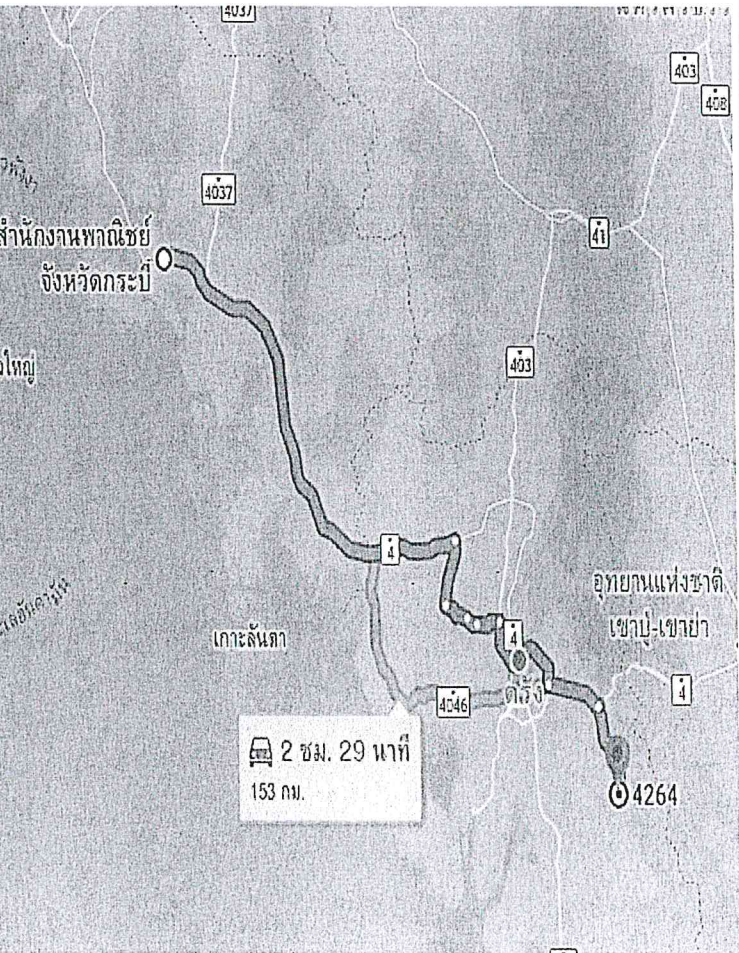 4037
403
408
4037
สำนักงานพาณิชย์
จังหวัดกระบี่
41
403
4
อุทยานแห่งชาติ
เขาปู่-เขาย่า
เกาะลันตา
4
ตรัง
4
4046
2 ชม. 29 นาที
153 กม.
4264